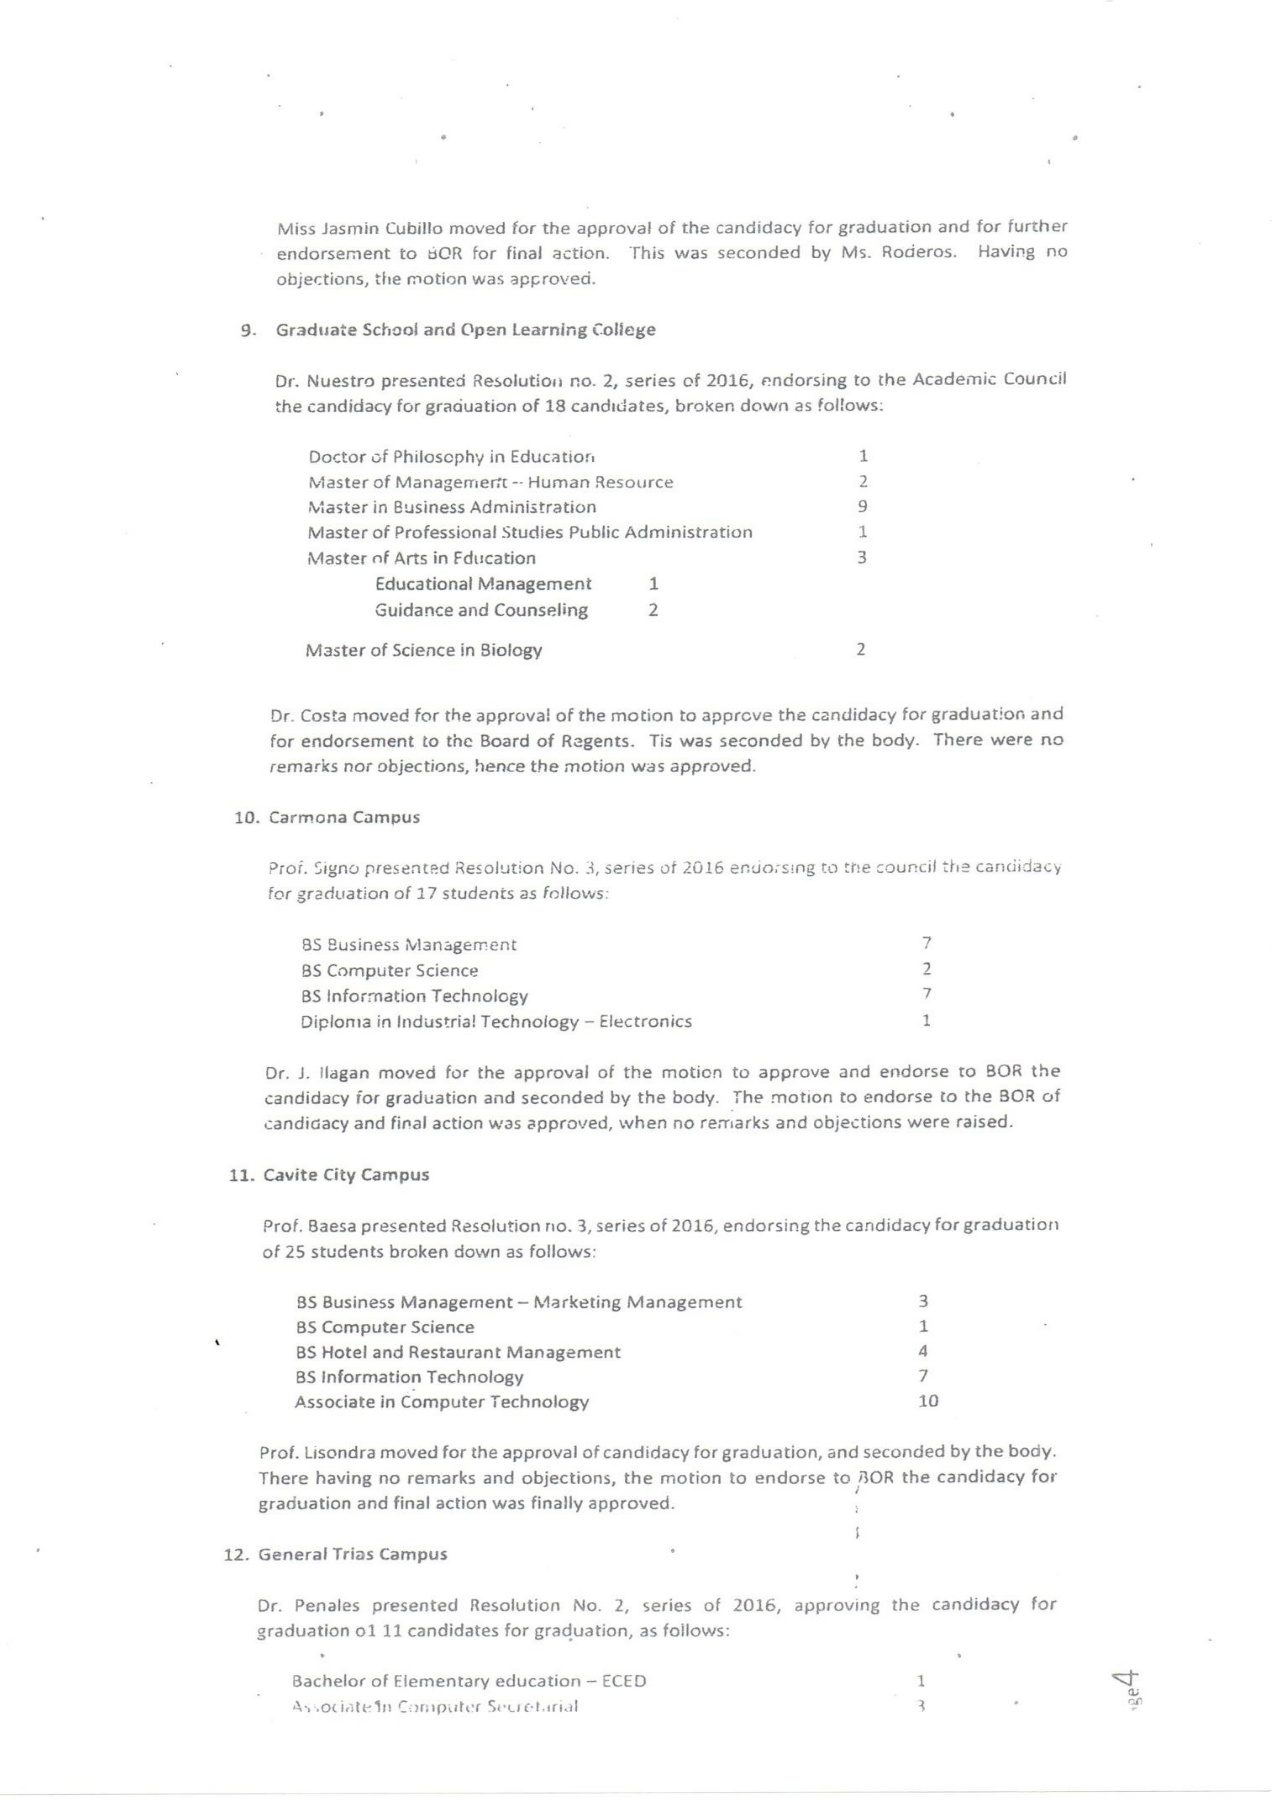 Miss Jasmin Cubillo moved for the approval of the candidacy for graduation and for further
endorsement to BOR for final action. This was seconded by Ms. Roderos. Having no
objections, the motion was approved.
9. Graduate School and Open Learning College
Dr. Nuestro presented Resolution no. 2, series of 2016, endorsing to the Academic Council
the candidacy for graduation of 18 candidates, broken down as follows:
Doctor of Philosophy in Education 1
Master of Management -- Human Resource 2
Master in Business Administration 9
Master of Professional Studies Public Administration 1
Master of Arts in Education 3
Educational Management 1
Guidance and Counseling 2
Master of Science in Biology 2
Dr. Costa moved for the approval of the motion to approve the candidacy for graduation and
for endorsement to the Board of Regents. Tis was seconded by the body. There were no
remarks nor objections, hence the motion was approved.
10. Carmona Campus
Prof. Signo presented Resolution No. 3, series of 2016 endorsing to the council the candidacy
for graduation of 17 students as follows:
BS Business Management 7
BS Computer Science 2
BS Information Technology 7
Diploma in Industrial Technology – Electronics 1
Dr. J. Ilagan moved for the approval of the motion to approve and endorse to BOR the
candidacy for graduation and seconded by the body. The motion to endorse to the BOR of
candidacy and final action was approved, when no remarks and objections were raised.
11. Cavite City Campus
Prof. Baesa presented Resolution no. 3, series of 2016, endorsing the candidacy for graduation
of 25 students broken down as follows:
BS Business Management – Marketing Management 3
BS Computer Science 1
BS Hotel and Restaurant Management 4
BS Information Technology 7
Associate in Computer Technology 10
Prof. Lisondra moved for the approval of candidacy for graduation, and seconded by the body.
There having no remarks and objections, the motion to endorse to BOR the candidacy for
graduation and final action was finally approved.
12. General Trias Campus
Dr. Penales presented Resolution No. 2, series of 2016, approving the candidacy for
graduation o1 11 candidates for graduation, as follows:
Bachelor of Elementary education – ECED 1
Associate in Computer Secretarial 3
ge 4